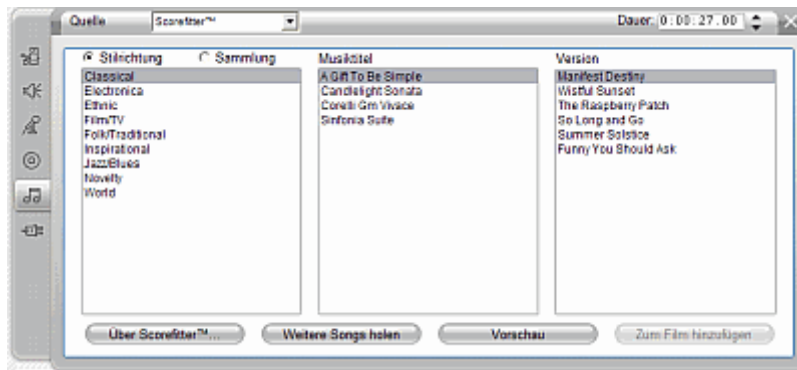 Quelle Scorefitter™ Dauer: 0:00:27.00
Stilrichtung Sammlung Musiktitel Version
Classical
Electronica
Ethnic
Film/TV
Folk/Traditional
Inspirational
Jazz/Blues
Novelty
World
A Gift To Be Simple
Candlelight Sonata
Corelli Gm Vivace
Sinfonia Suite
Manifest Destiny
Wistful Sunset
The Raspberry Patch
So Long and Go
Summer Solstice
Funny You Should Ask
Über Scorefitter™... Weitere Songs holen Vorschau Zum Film hinzufügen